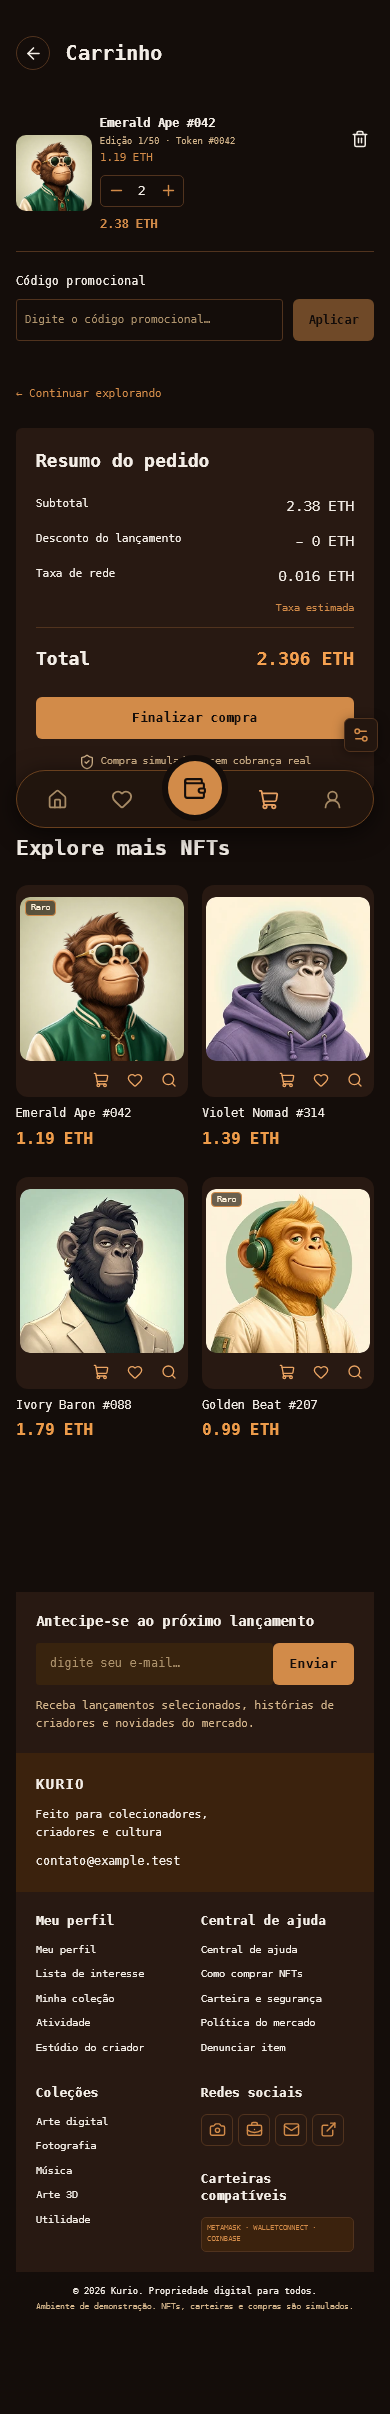 Carrinho
Emerald Ape #042
Edição 1/50 · Token #0042
1.19 ETH
2
2.38 ETH
Código promocional
Digite o código promocional…
Aplicar
← Continuar explorando
Resumo do pedido
Subtotal
2.38 ETH
Desconto do lançamento
− 0 ETH
Taxa de rede
0.016 ETH
Taxa estimada
Total
2.396 ETH
Finalizar compra
Compra sem cobrança real
Explore mais NFTs
Raro
Emerald Ape #042
1.19 ETH
Violet Nomad #314
1.39 ETH
Ivory Baron #088
1.79 ETH
Raro
Golden Beat #207
0.99 ETH
Antecipe-se ao próximo lançamento
digite seu e-mail…
Enviar
Receba lançamentos selecionados, histórias de
criadores e novidades do mercado.
KURIO
Feito para colecionadores,
criadores e cultura
contato@example.test
Meu perfil
Meu perfil
Lista de interesse
Minha coleção
Atividade
Estúdio do criador
Central de ajuda
Central de ajuda
Como comprar NFTs
Carteira e segurança
Política do mercado
Denunciar item
Coleções
Arte digital
Fotografia
Música
Arte 3D
Utilidade
Redes sociais
Carteiras
compatíveis
METAMASK · WALLETCONNECT ·
COINBASE
© 2026 Kurio. Propriedade digital para todos.
Ambiente de demonstração. NFTs, carteiras e compras são simulados.